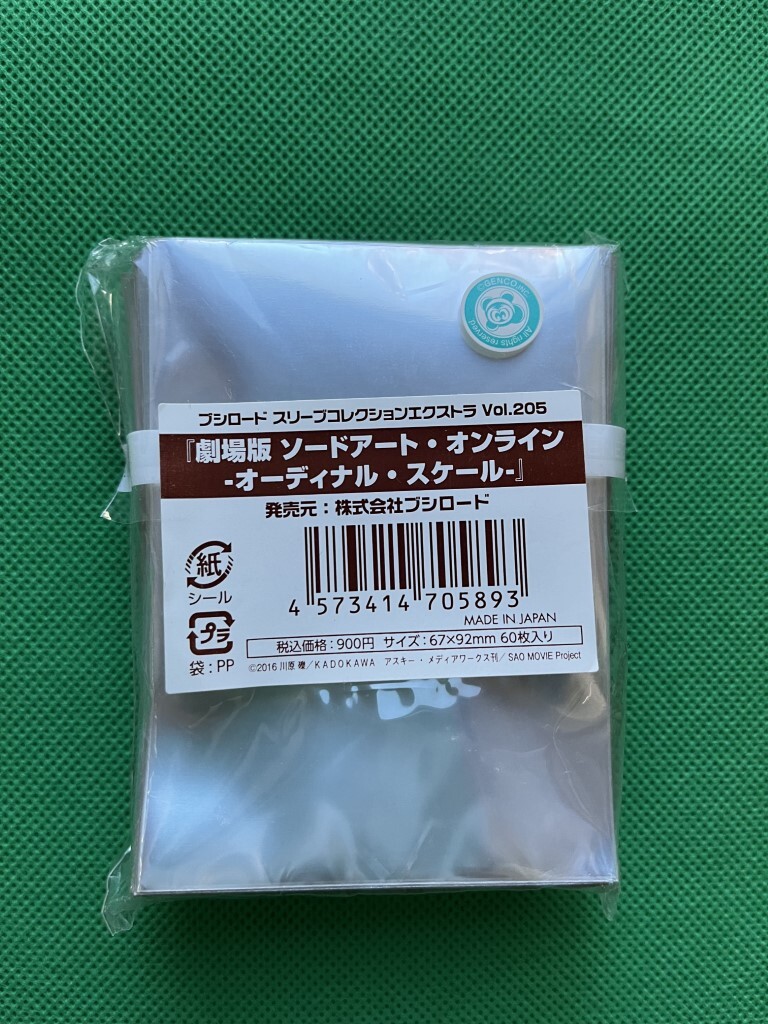 ©GENCO,INC.
All rights reserved
ブシロード スリーブコレクションエクストラ Vol.205
『劇場版 ソードアート・オンライン
-オーディナル・スケール-』
発売元：株式会社ブシロード
紙
シール
プラ
袋：PP
4 573414 705893
MADE IN JAPAN
税込価格：900円 サイズ：67×92mm 60枚入り
©2016 川原 礫/KADOKAWA アスキー・メディアワークス刊/SAO MOVIE Project